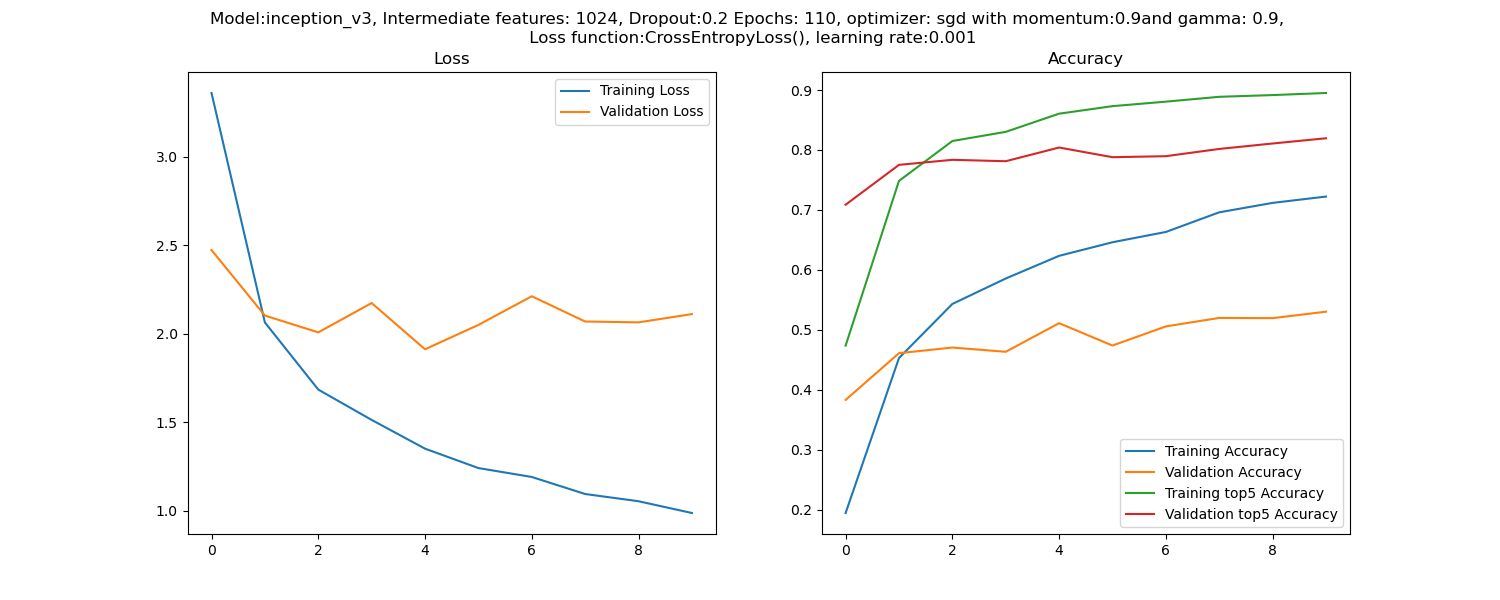 Model:inception_v3, Intermediate features: 1024, Dropout:0.2 Epochs: 110, optimizer: sgd with momentum:0.9and gamma: 0.9,
Loss function:CrossEntropyLoss(), learning rate:0.001
Loss
Training Loss
Validation Loss
3.0
2.5
2.0
1.5
1.0
0 2 4 6 8
Accuracy
0.9
0.8
0.7
0.6
0.5
0.4
0.3
0.2
Training Accuracy
Validation Accuracy
Training top5 Accuracy
Validation top5 Accuracy
0 2 4 6 8